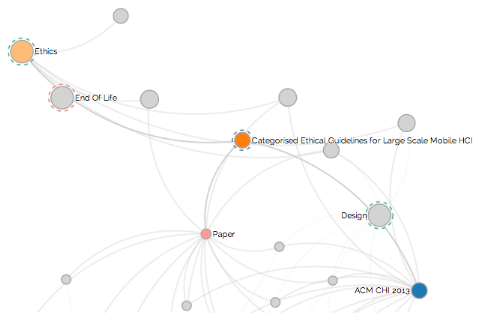 Ethics
End Of Life
Categorised Ethical Guidelines for Large Scale Mobile HCI
Design
Paper
ACM CHI 2013